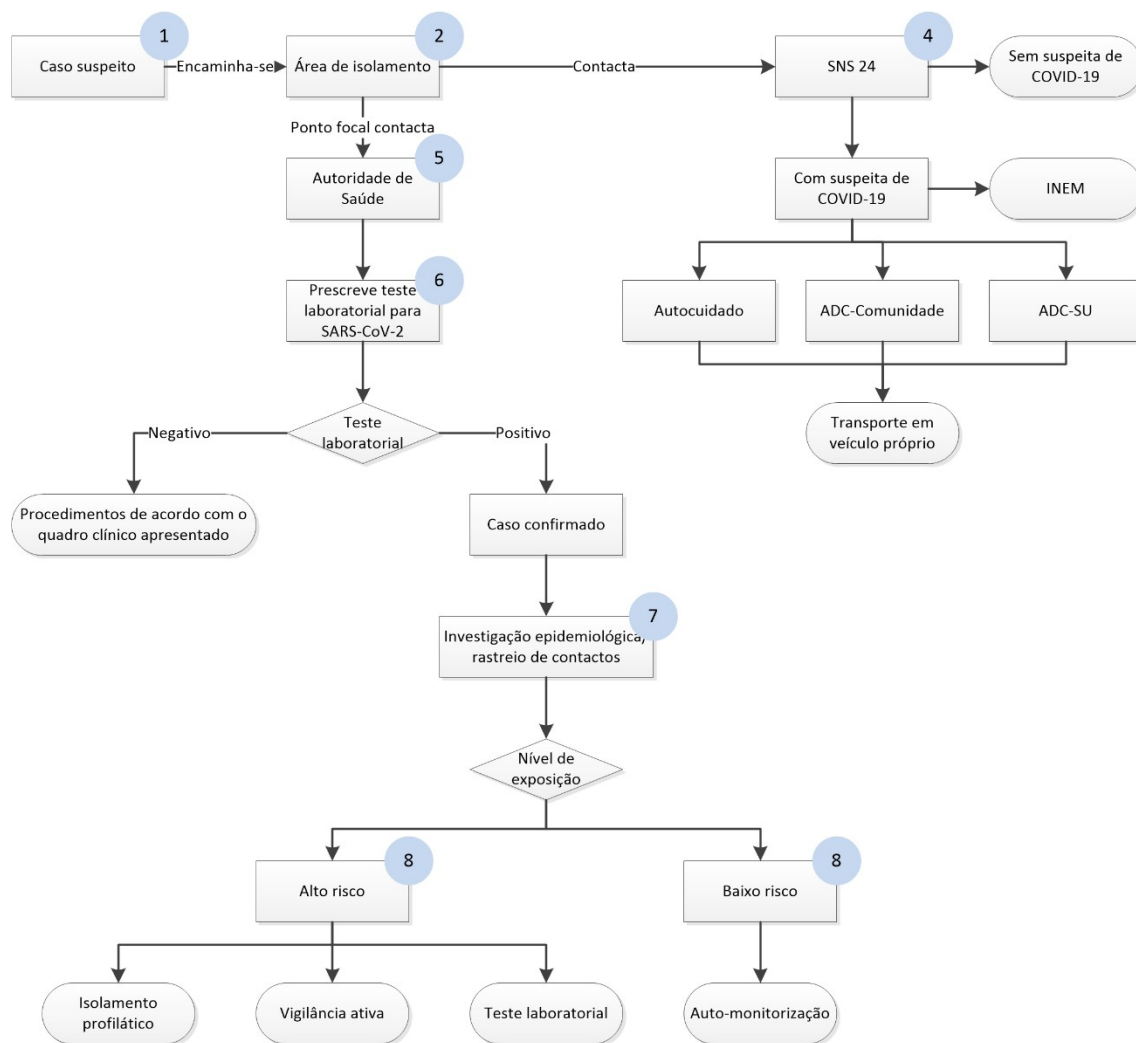 1
Caso suspeito
Encaminha-se
2
Área de isolamento
Contacta
4
SNS 24
Sem suspeita de
COVID-19
Ponto focal contacta
5
Autoridade de
Saúde
Com suspeita de
COVID-19
INEM
6
Prescreve teste
laboratorial para
SARS-CoV-2
Autocuidado
ADC-Comunidade
ADC-SU
Transporte em
veículo próprio
Teste
laboratorial
Negativo
Positivo
Procedimentos de acordo com o
quadro clínico apresentado
Caso confirmado
7
Investigação epidemiológica/
rastreio de contactos
Nível de
exposição
8
Alto risco
8
Baixo risco
Isolamento
profilático
Vigilância ativa
Teste laboratorial
Auto-monitorização